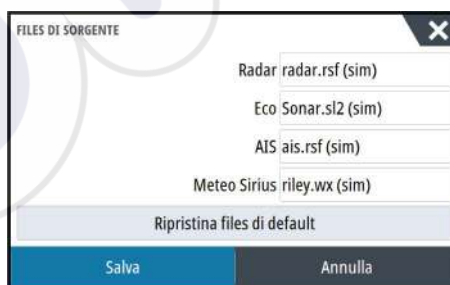 FILES DI SORGENTE
Radar radar.rsf (sim)
Eco Sonar.sl2 (sim)
AIS ais.rsf (sim)
Meteo Sirius riley.wx (sim)
Ripristina files di default
Salva Annulla